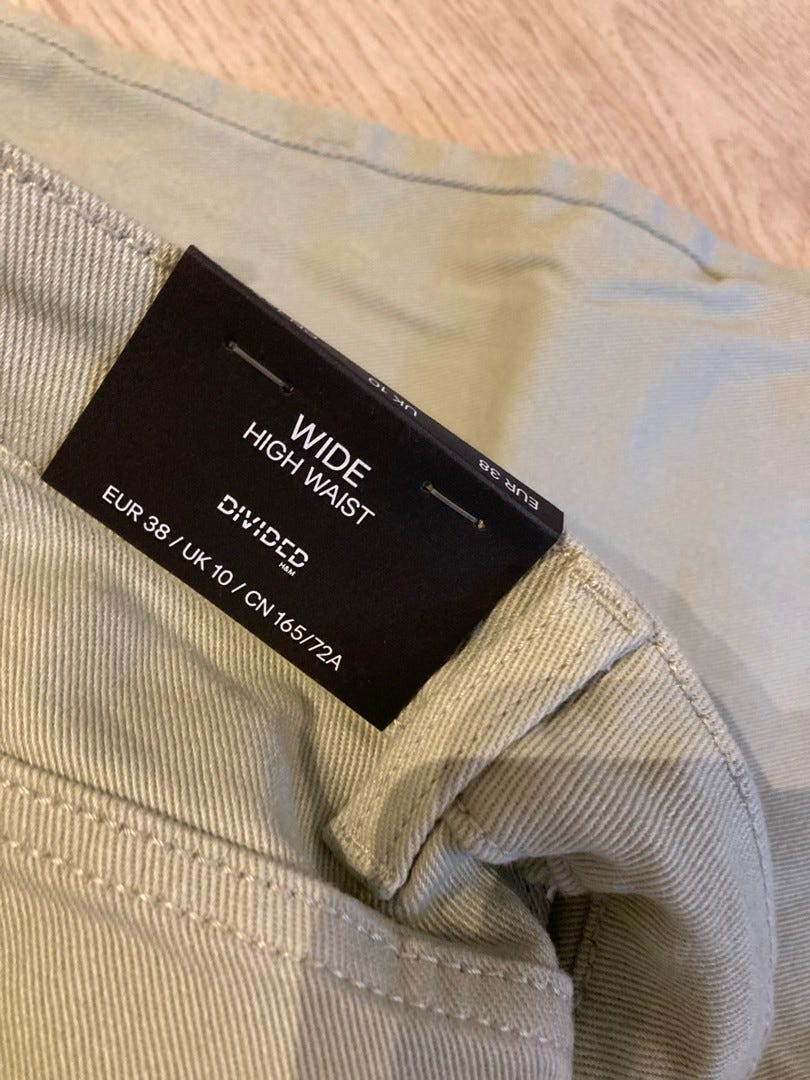 WIDE
HIGH WAIST
DIVIDED
H&M
EUR 38 / UK 10 / CN 165/72A
UK 10
EUR 38